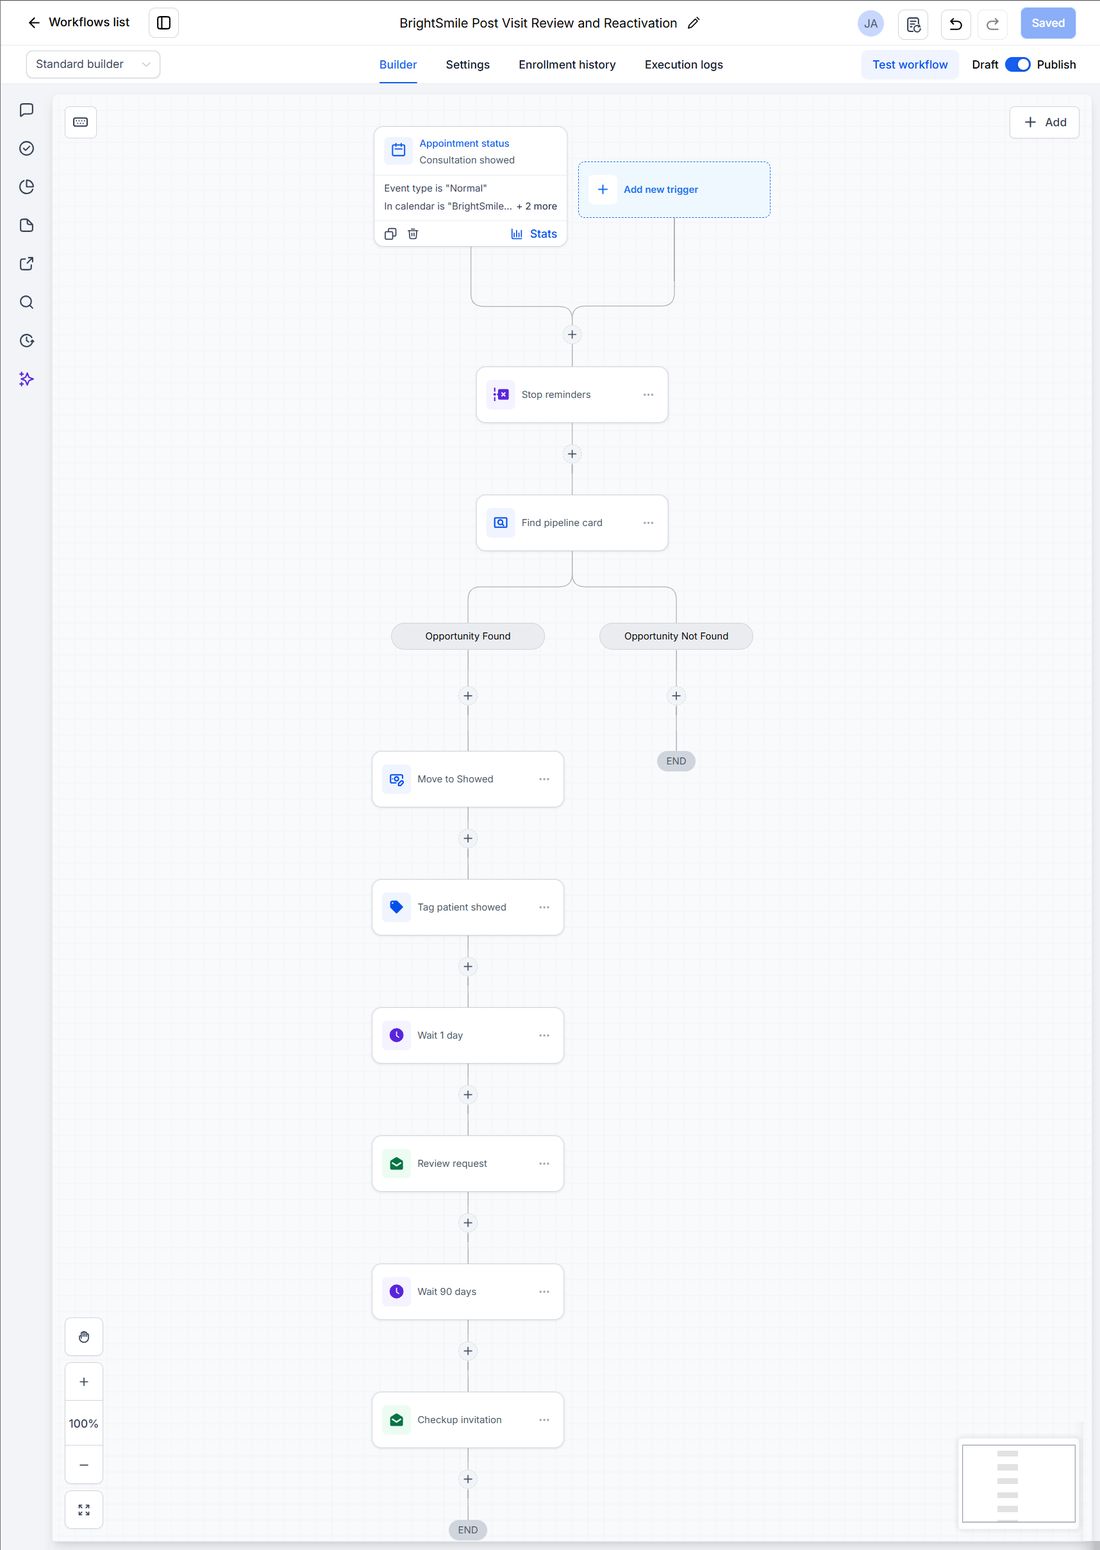 Workflows list
BrightSmile Post Visit Review and Reactivation
JA
Saved
Standard builder
Builder
Settings
Enrollment history
Execution logs
Test workflow
Draft
Publish
Add
Appointment status
Consultation showed
Event type is "Normal"
In calendar is "BrightSmile... + 2 more
Stats
Add new trigger
Stop reminders
Find pipeline card
Opportunity Found
Opportunity Not Found
END
Move to Showed
Tag patient showed
Wait 1 day
Review request
Wait 90 days
Checkup invitation
END
100%